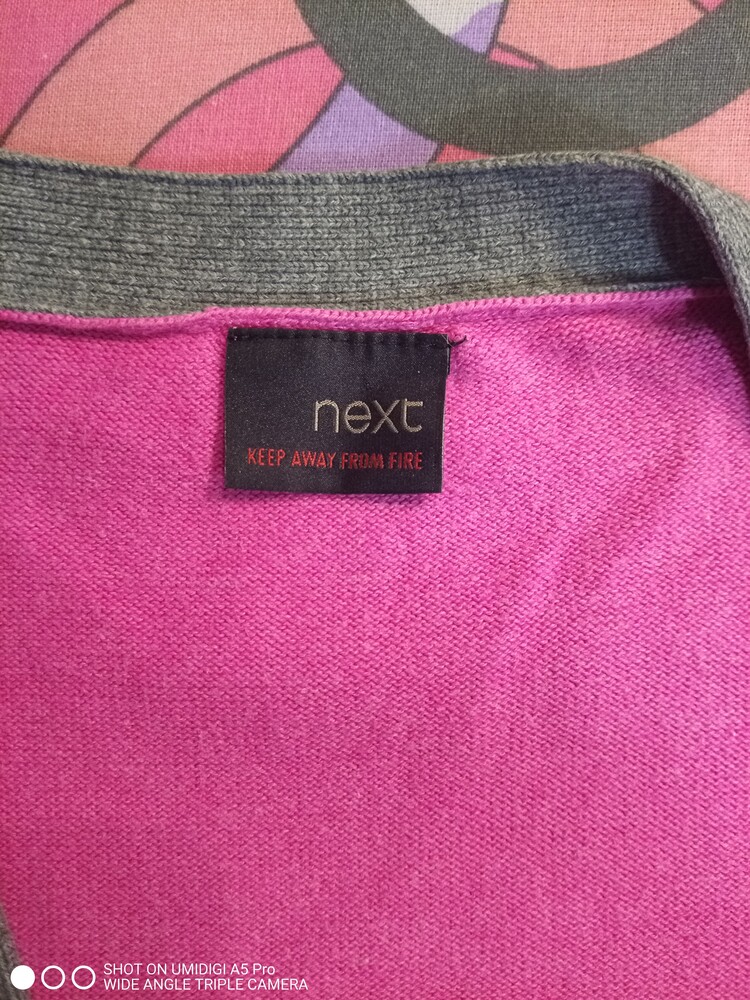 next
KEEP AWAY FROM FIRE
SHOT ON UMIDIGI A5 Pro
WIDE ANGLE TRIPLE CAMERA